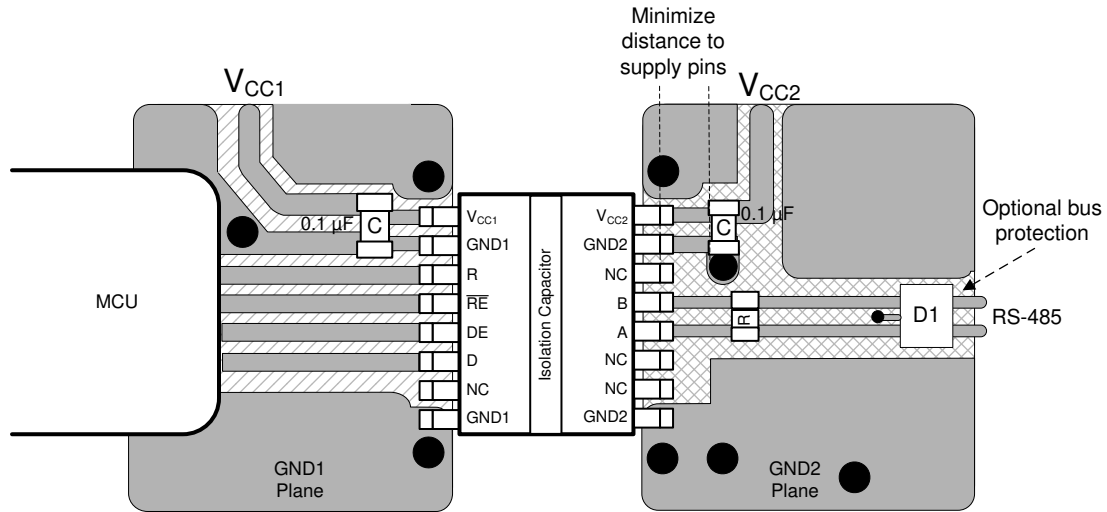 Minimize
distance to
supply pins
VCC1
VCC2
0.1 µF
C
C
0.1 µF
Optional bus
protection
MCU
VCC1
GND1
R
RE
DE
D
NC
GND1
Isolation Capacitor
VCC2
GND2
NC
B
A
NC
NC
GND2
R
D1
RS-485
GND1
Plane
GND2
Plane